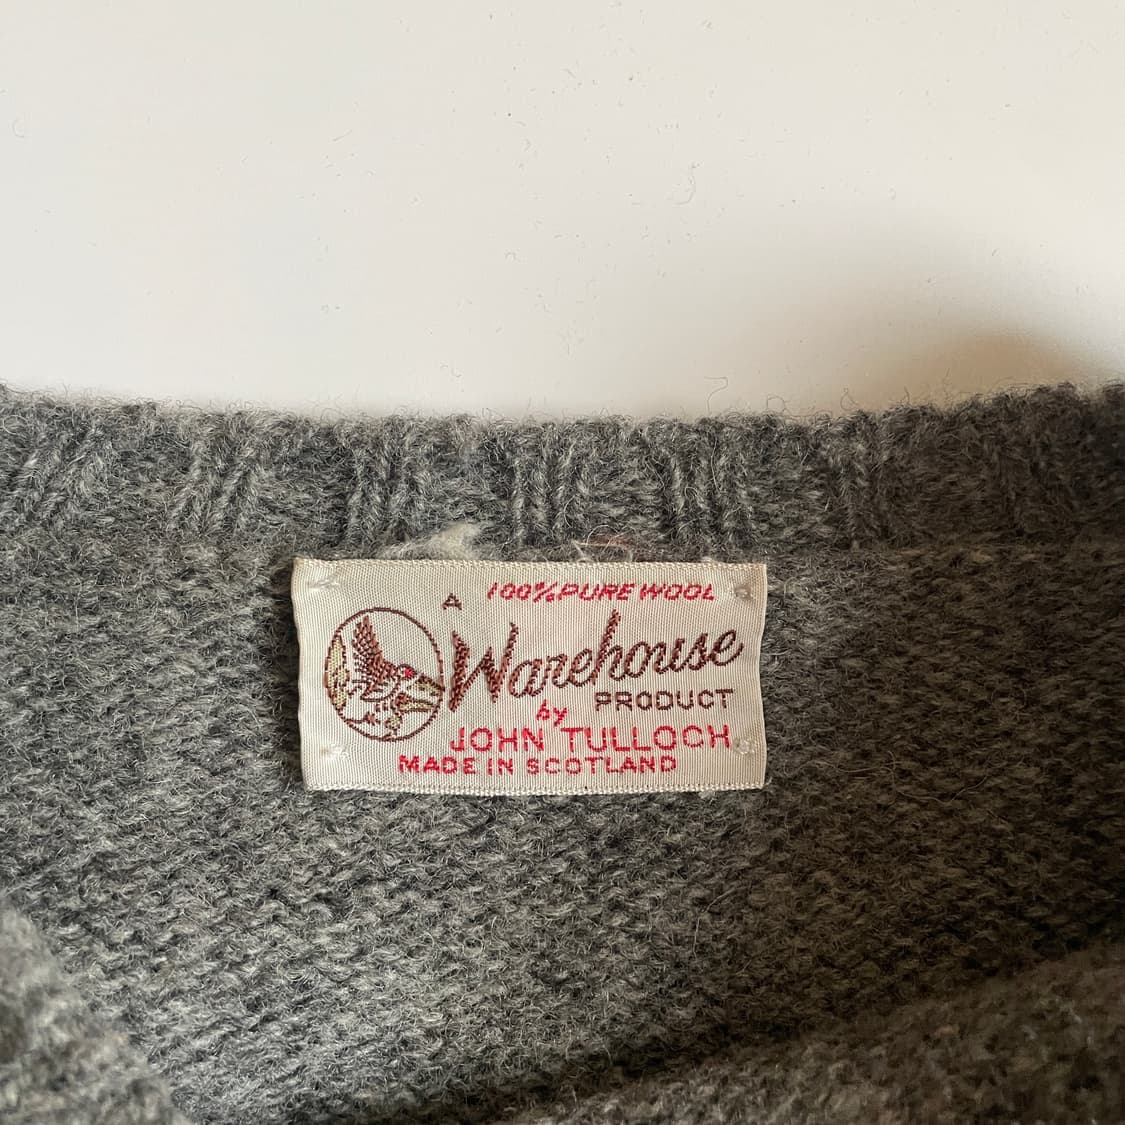 100% PURE WOOL
A
Warehouse
PRODUCT
by
JOHN TULLOCH
MADE IN SCOTLAND